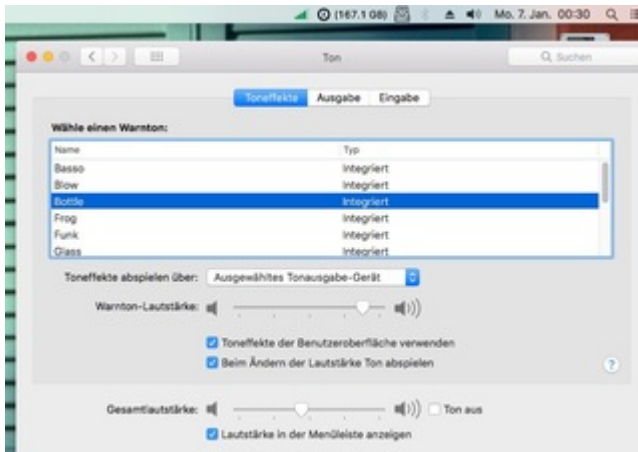 (167.1 GB) Mo. 7. Jan. 00:30
Ton
Suchen
Toneffekte Ausgabe Eingabe
Wähle einen Warnton:
Name Typ
Basso Integriert
Blow Integriert
Bottle Integriert
Frog Integriert
Funk Integriert
Glass Integriert
Toneffekte abspielen über: Ausgewähltes Tonausgabe-Gerät
Warnton-Lautstärke:
Toneffekte der Benutzeroberfläche verwenden
Beim Ändern der Lautstärke Ton abspielen
?
Gesamtlautstärke: Ton aus
Lautstärke in der Menüleiste anzeigen